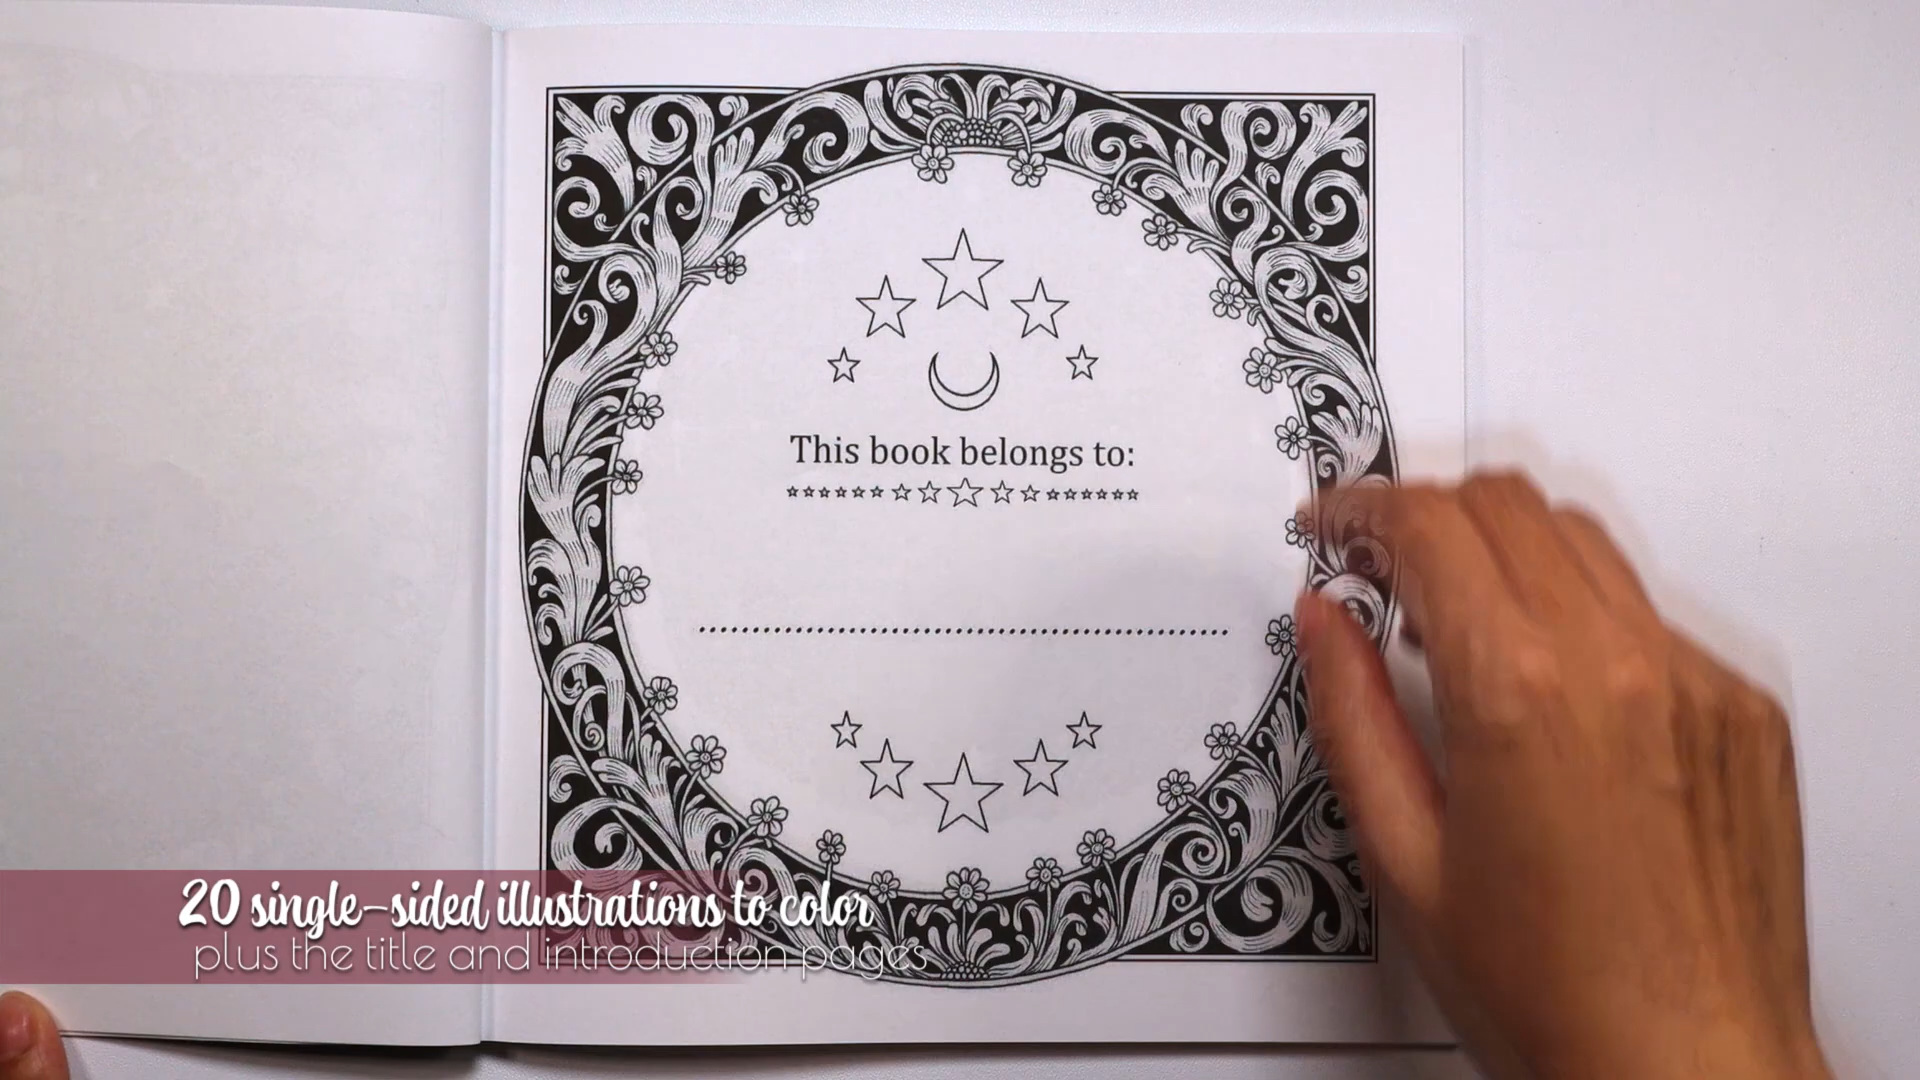 This book belongs to:
20 single-sided illustrations to color
plus the title and introduction pages